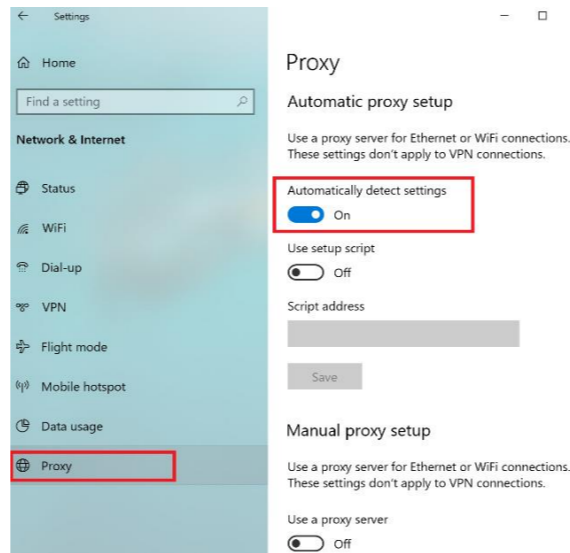 Settings
Home
Find a setting
Network & Internet
Status
WiFi
Dial-up
VPN
Flight mode
Mobile hotspot
Data usage
Proxy
Proxy
Automatic proxy setup
Use a proxy server for Ethernet or WiFi connections.
These settings don't apply to VPN connections.
Automatically detect settings
On
Use setup script
Off
Script address
Save
Manual proxy setup
Use a proxy server for Ethernet or WiFi connections.
These settings don't apply to VPN connections.
Use a proxy server
Off